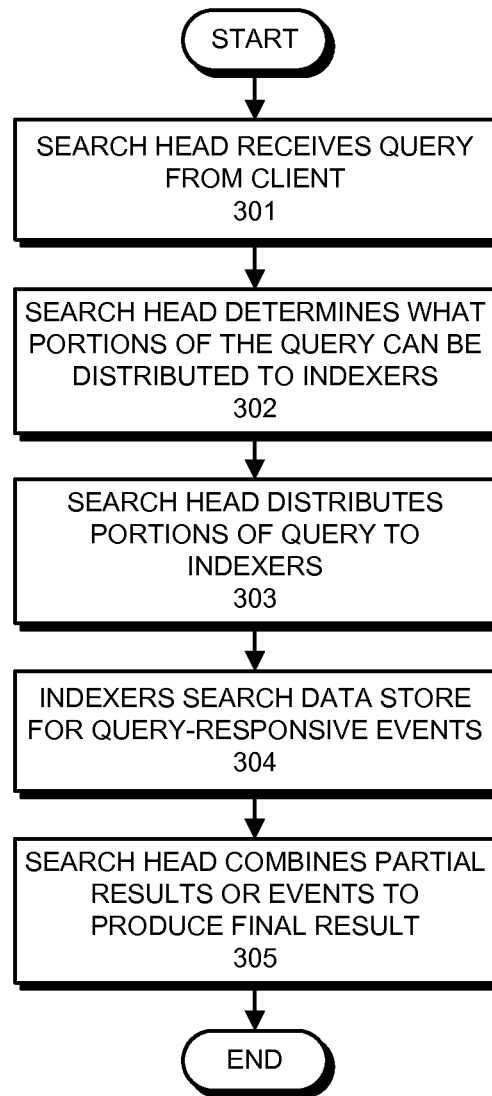 START
SEARCH HEAD RECEIVES QUERY
FROM CLIENT
301
SEARCH HEAD DETERMINES WHAT
PORTIONS OF THE QUERY CAN BE
DISTRIBUTED TO INDEXERS
302
SEARCH HEAD DISTRIBUTES
PORTIONS OF QUERY TO
INDEXERS
303
INDEXERS SEARCH DATA STORE
FOR QUERY-RESPONSIVE EVENTS
304
SEARCH HEAD COMBINES PARTIAL
RESULTS OR EVENTS TO
PRODUCE FINAL RESULT
305
END